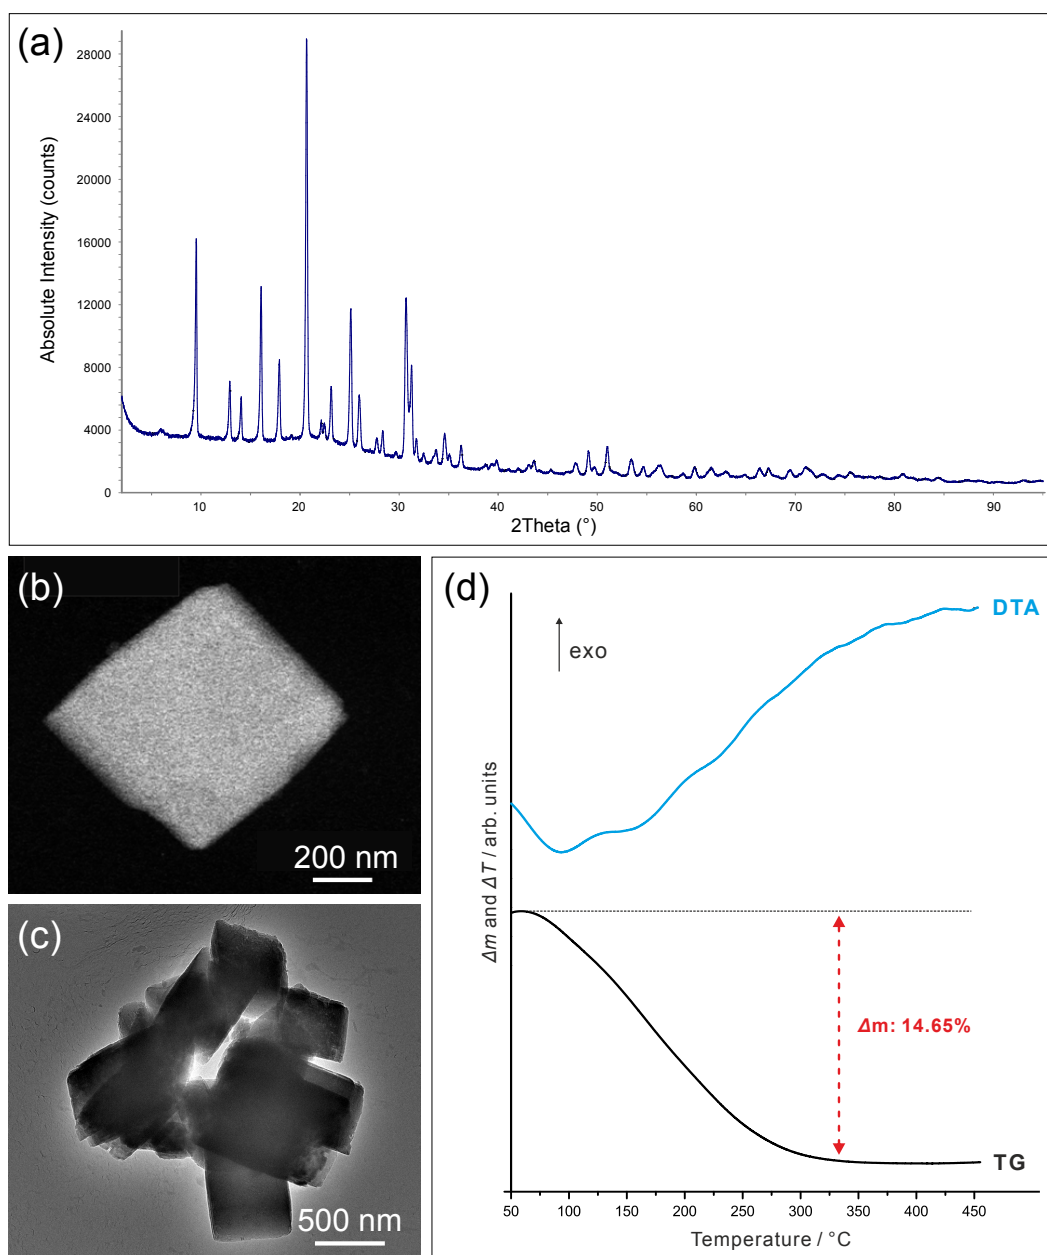 (a)
Absolute Intensity (counts)
28000
24000
20000
16000
12000
8000
4000
0
10 20 30 40 50 60 70 80 90
2Theta (°)
(b)
200 nm
(c)
500 nm
(d)
DTA
exo
Δm and ΔT / arb. units
Δm: 14.65%
TG
50 100 150 200 250 300 350 400 450
Temperature / °C